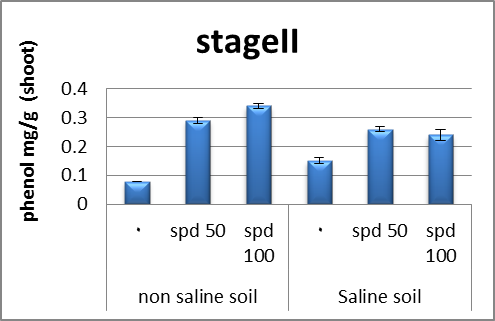 stagell
phenol mg/g (shoot)
0.4
0.3
0.2
0.1
0
. spd 50 spd 100 . spd 50 spd 100
non saline soil Saline soil